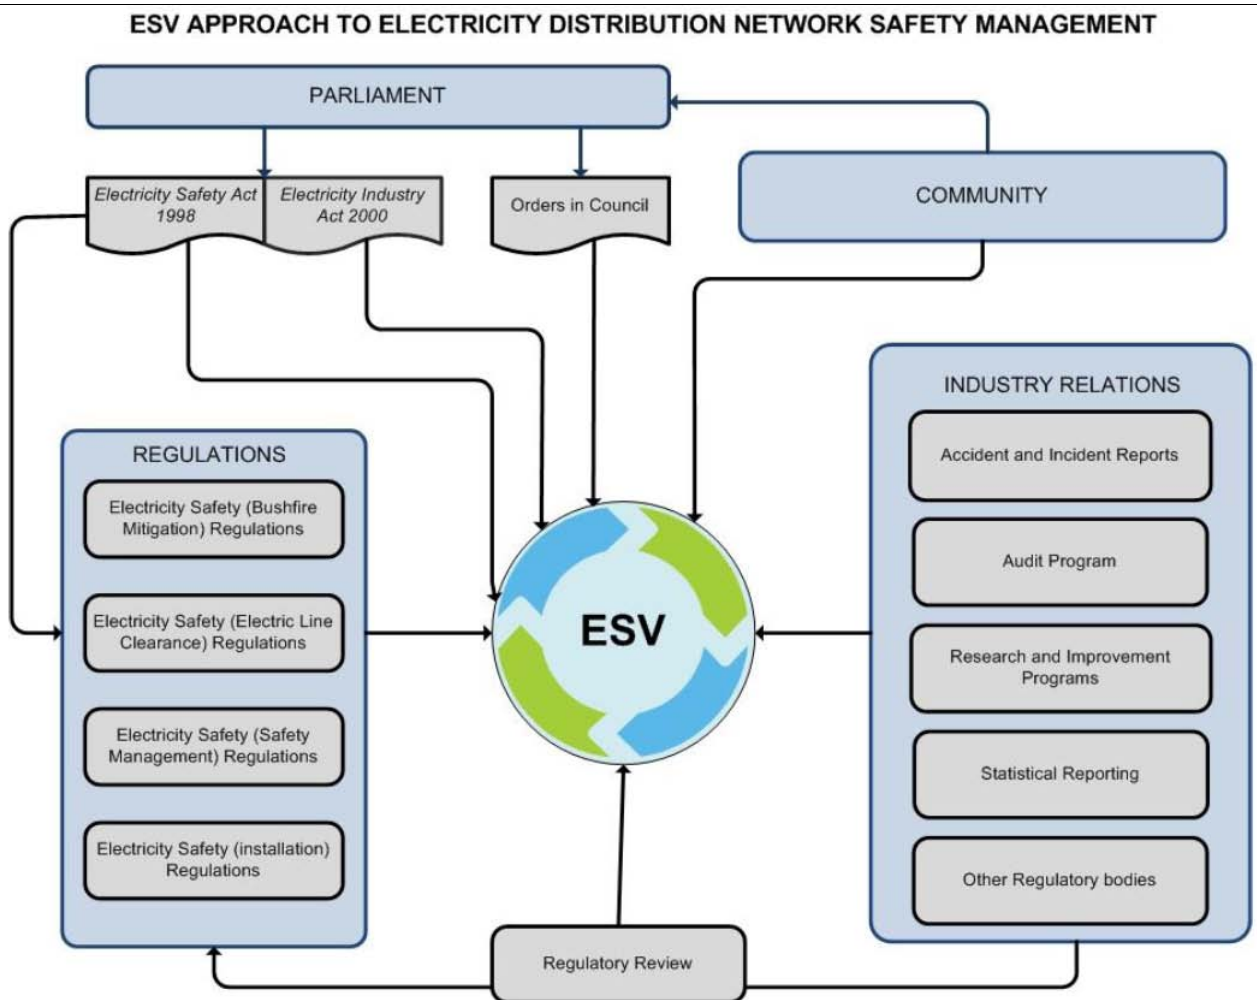 ESV APPROACH TO ELECTRICITY DISTRIBUTION NETWORK SAFETY MANAGEMENT
PARLIAMENT
Electricity Safety Act
1998
Electricity Industry
Act 2000
Orders in Council
COMMUNITY
REGULATIONS
Electricity Safety (Bushfire
Mitigation) Regulations
Electricity Safety (Electric Line
Clearance) Regulations
Electricity Safety (Safety
Management) Regulations
Electricity Safety (installation)
Regulations
ESV
INDUSTRY RELATIONS
Accident and Incident Reports
Audit Program
Research and Improvement
Programs
Statistical Reporting
Other Regulatory bodies
Regulatory Review